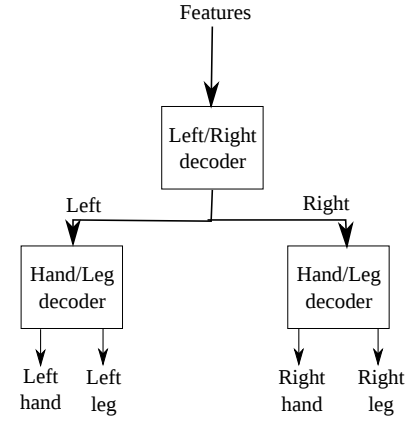 Features
Left/Right
decoder
Left
Right
Hand/Leg
decoder
Hand/Leg
decoder
Left
hand
Left
leg
Right
hand
Right
leg